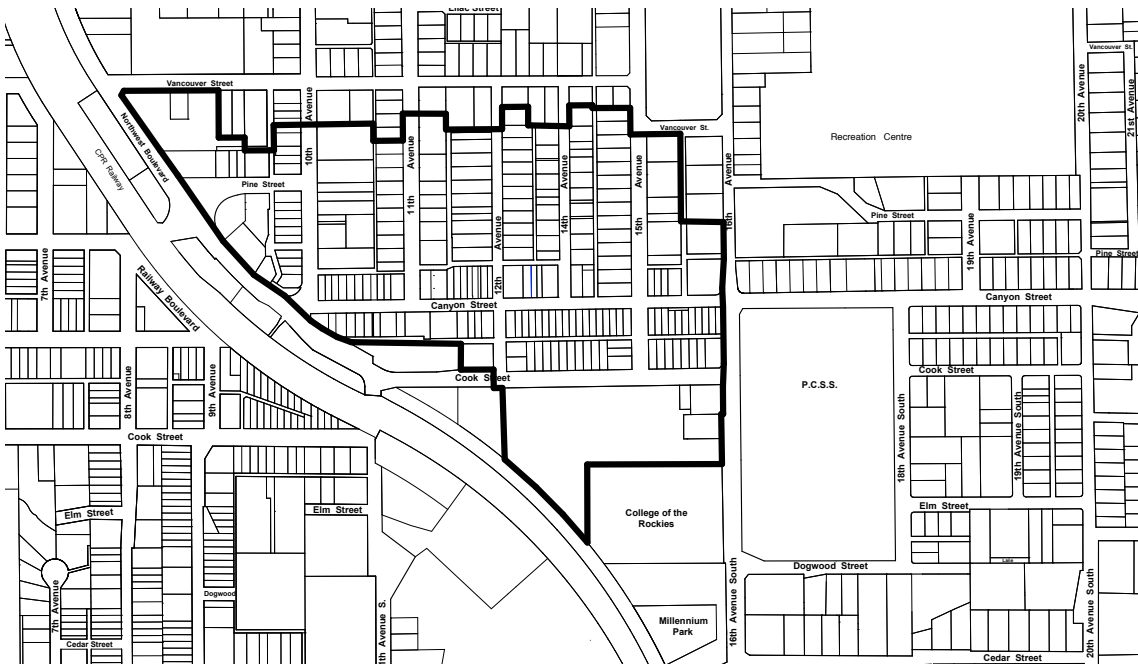 Lilac Street
Vancouver Street
Vancouver St.
Vancouver St.
Northwest Boulevard
CPR Railway
10th
Avenue
Recreation Centre
20th Avenue
21st Avenue
Pine Street
11th
Avenue
12th
Avenue
14th
Avenue
15th
Avenue
16th
Avenue
Pine Street
19th
Avenue
Pine Street
7th Avenue
Railway Boulevard
Canyon Street
Canyon Street
8th Avenue
9th Avenue
Cook Street
Cook Street
P.C.S.S.
Cook Street
18th Avenue South
19th Avenue South
Elm Street
Elm Street
College of the
Rockies
Elm Street
Dogwood
Dogwood Street
Lane
7th Avenue
16th Avenue South
20th Avenue South
Millennium
Park
Cedar Street
1th Avenue S.
Cedar Street